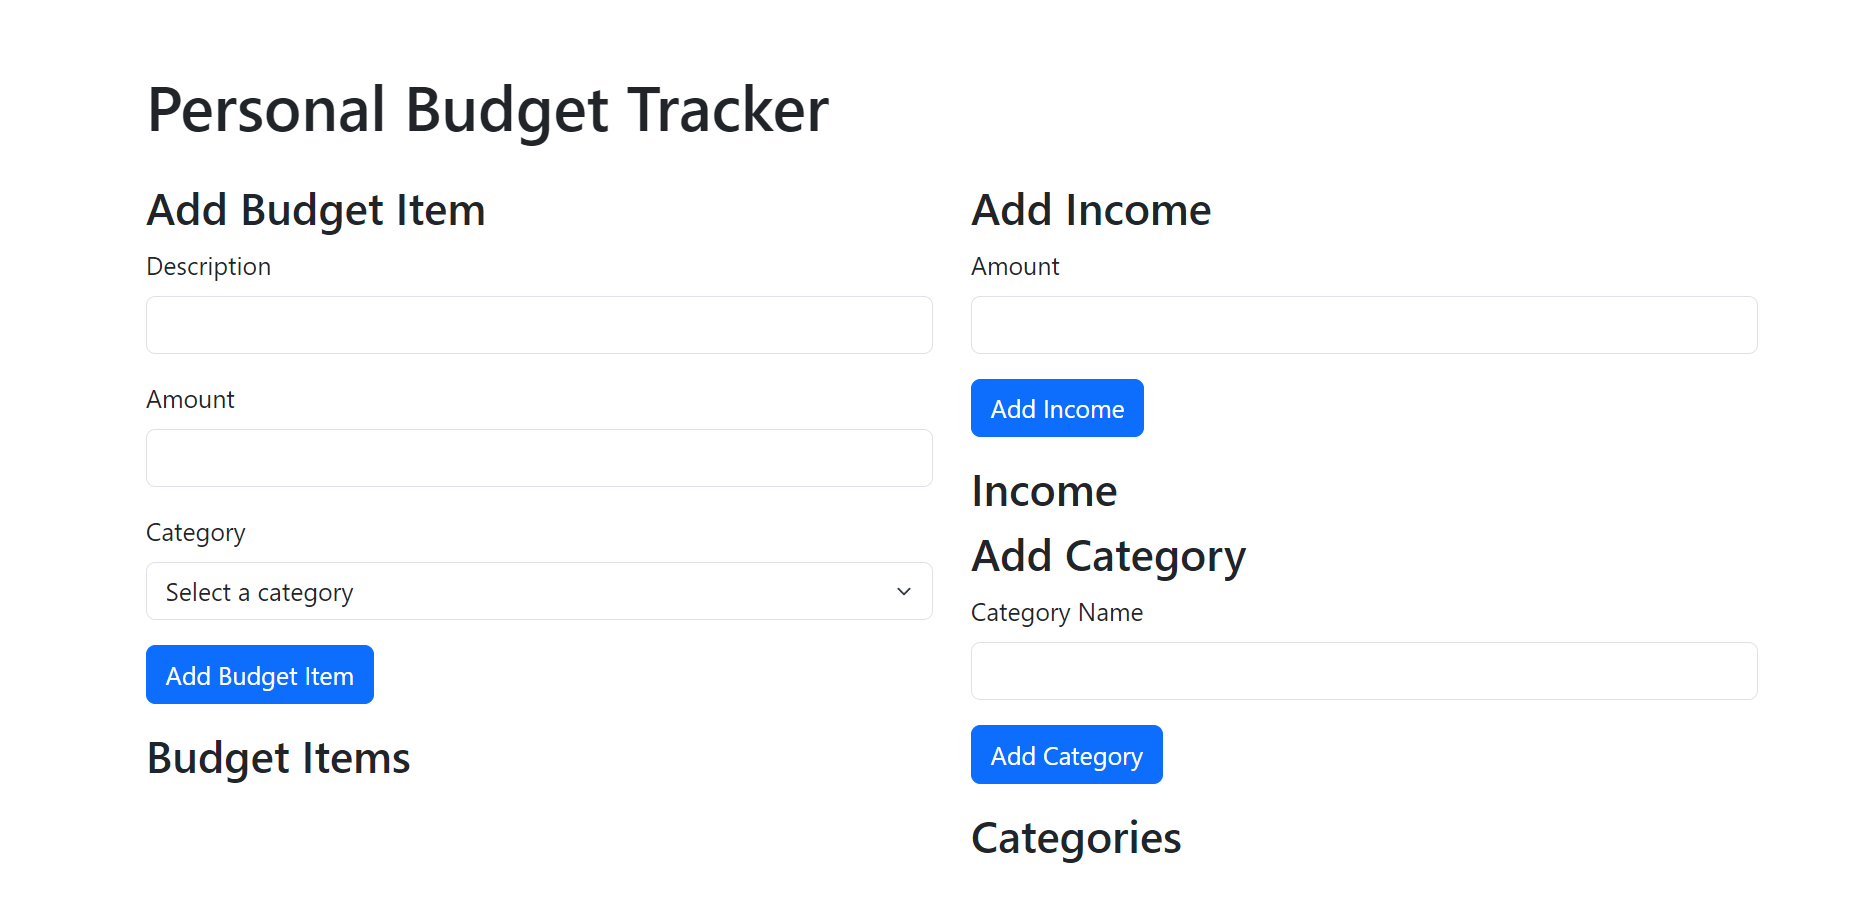 Personal Budget Tracker
Add Budget Item
Description
Amount
Category
Select a category
Add Budget Item
Budget Items
Add Income
Amount
Add Income
Income
Add Category
Category Name
Add Category
Categories